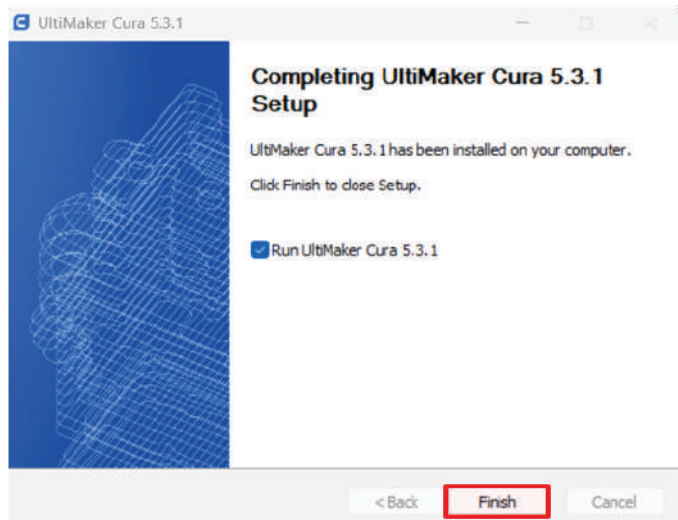 UltiMaker Cura 5.3.1
Completing UltiMaker Cura 5.3.1
Setup
UltiMaker Cura 5.3.1 has been installed on your computer.
Click Finish to close Setup.
Run UltiMaker Cura 5.3.1
< Back
Finish
Cancel